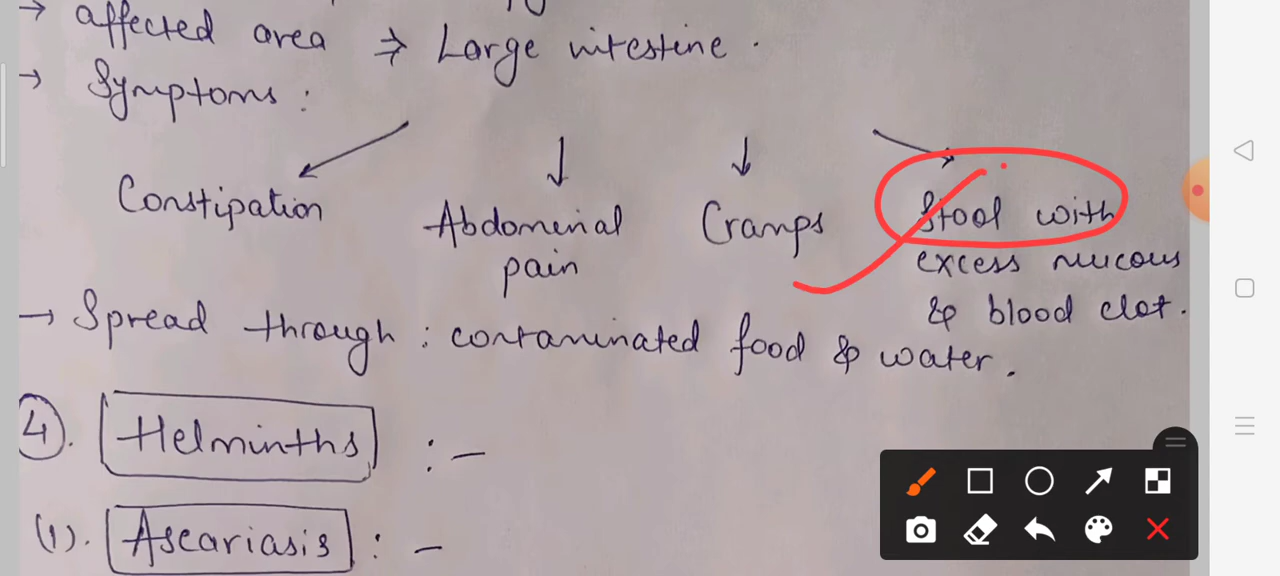 → affected area ⇒ Large intestine.
→ Symptoms:
Constipation
Abdominal pain
Cramps
Stool with
excess mucous
& blood clot.
→ Spread through: contaminated food & water.
4). Helminths :-
(1). Ascariasis : -